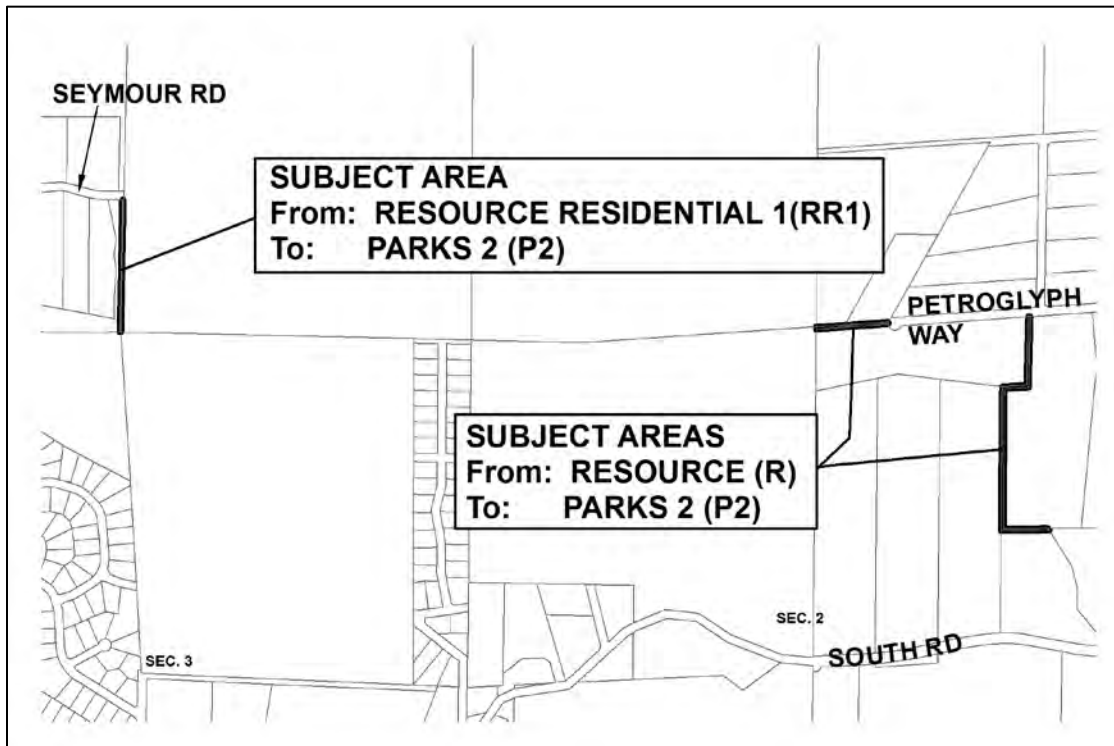 SEYMOUR RD
SUBJECT AREA
From: RESOURCE RESIDENTIAL 1(RR1)
To: PARKS 2 (P2)
PETROGLYPH
WAY
SUBJECT AREAS
From: RESOURCE (R)
To: PARKS 2 (P2)
SEC. 2
SOUTH RD
SEC. 3